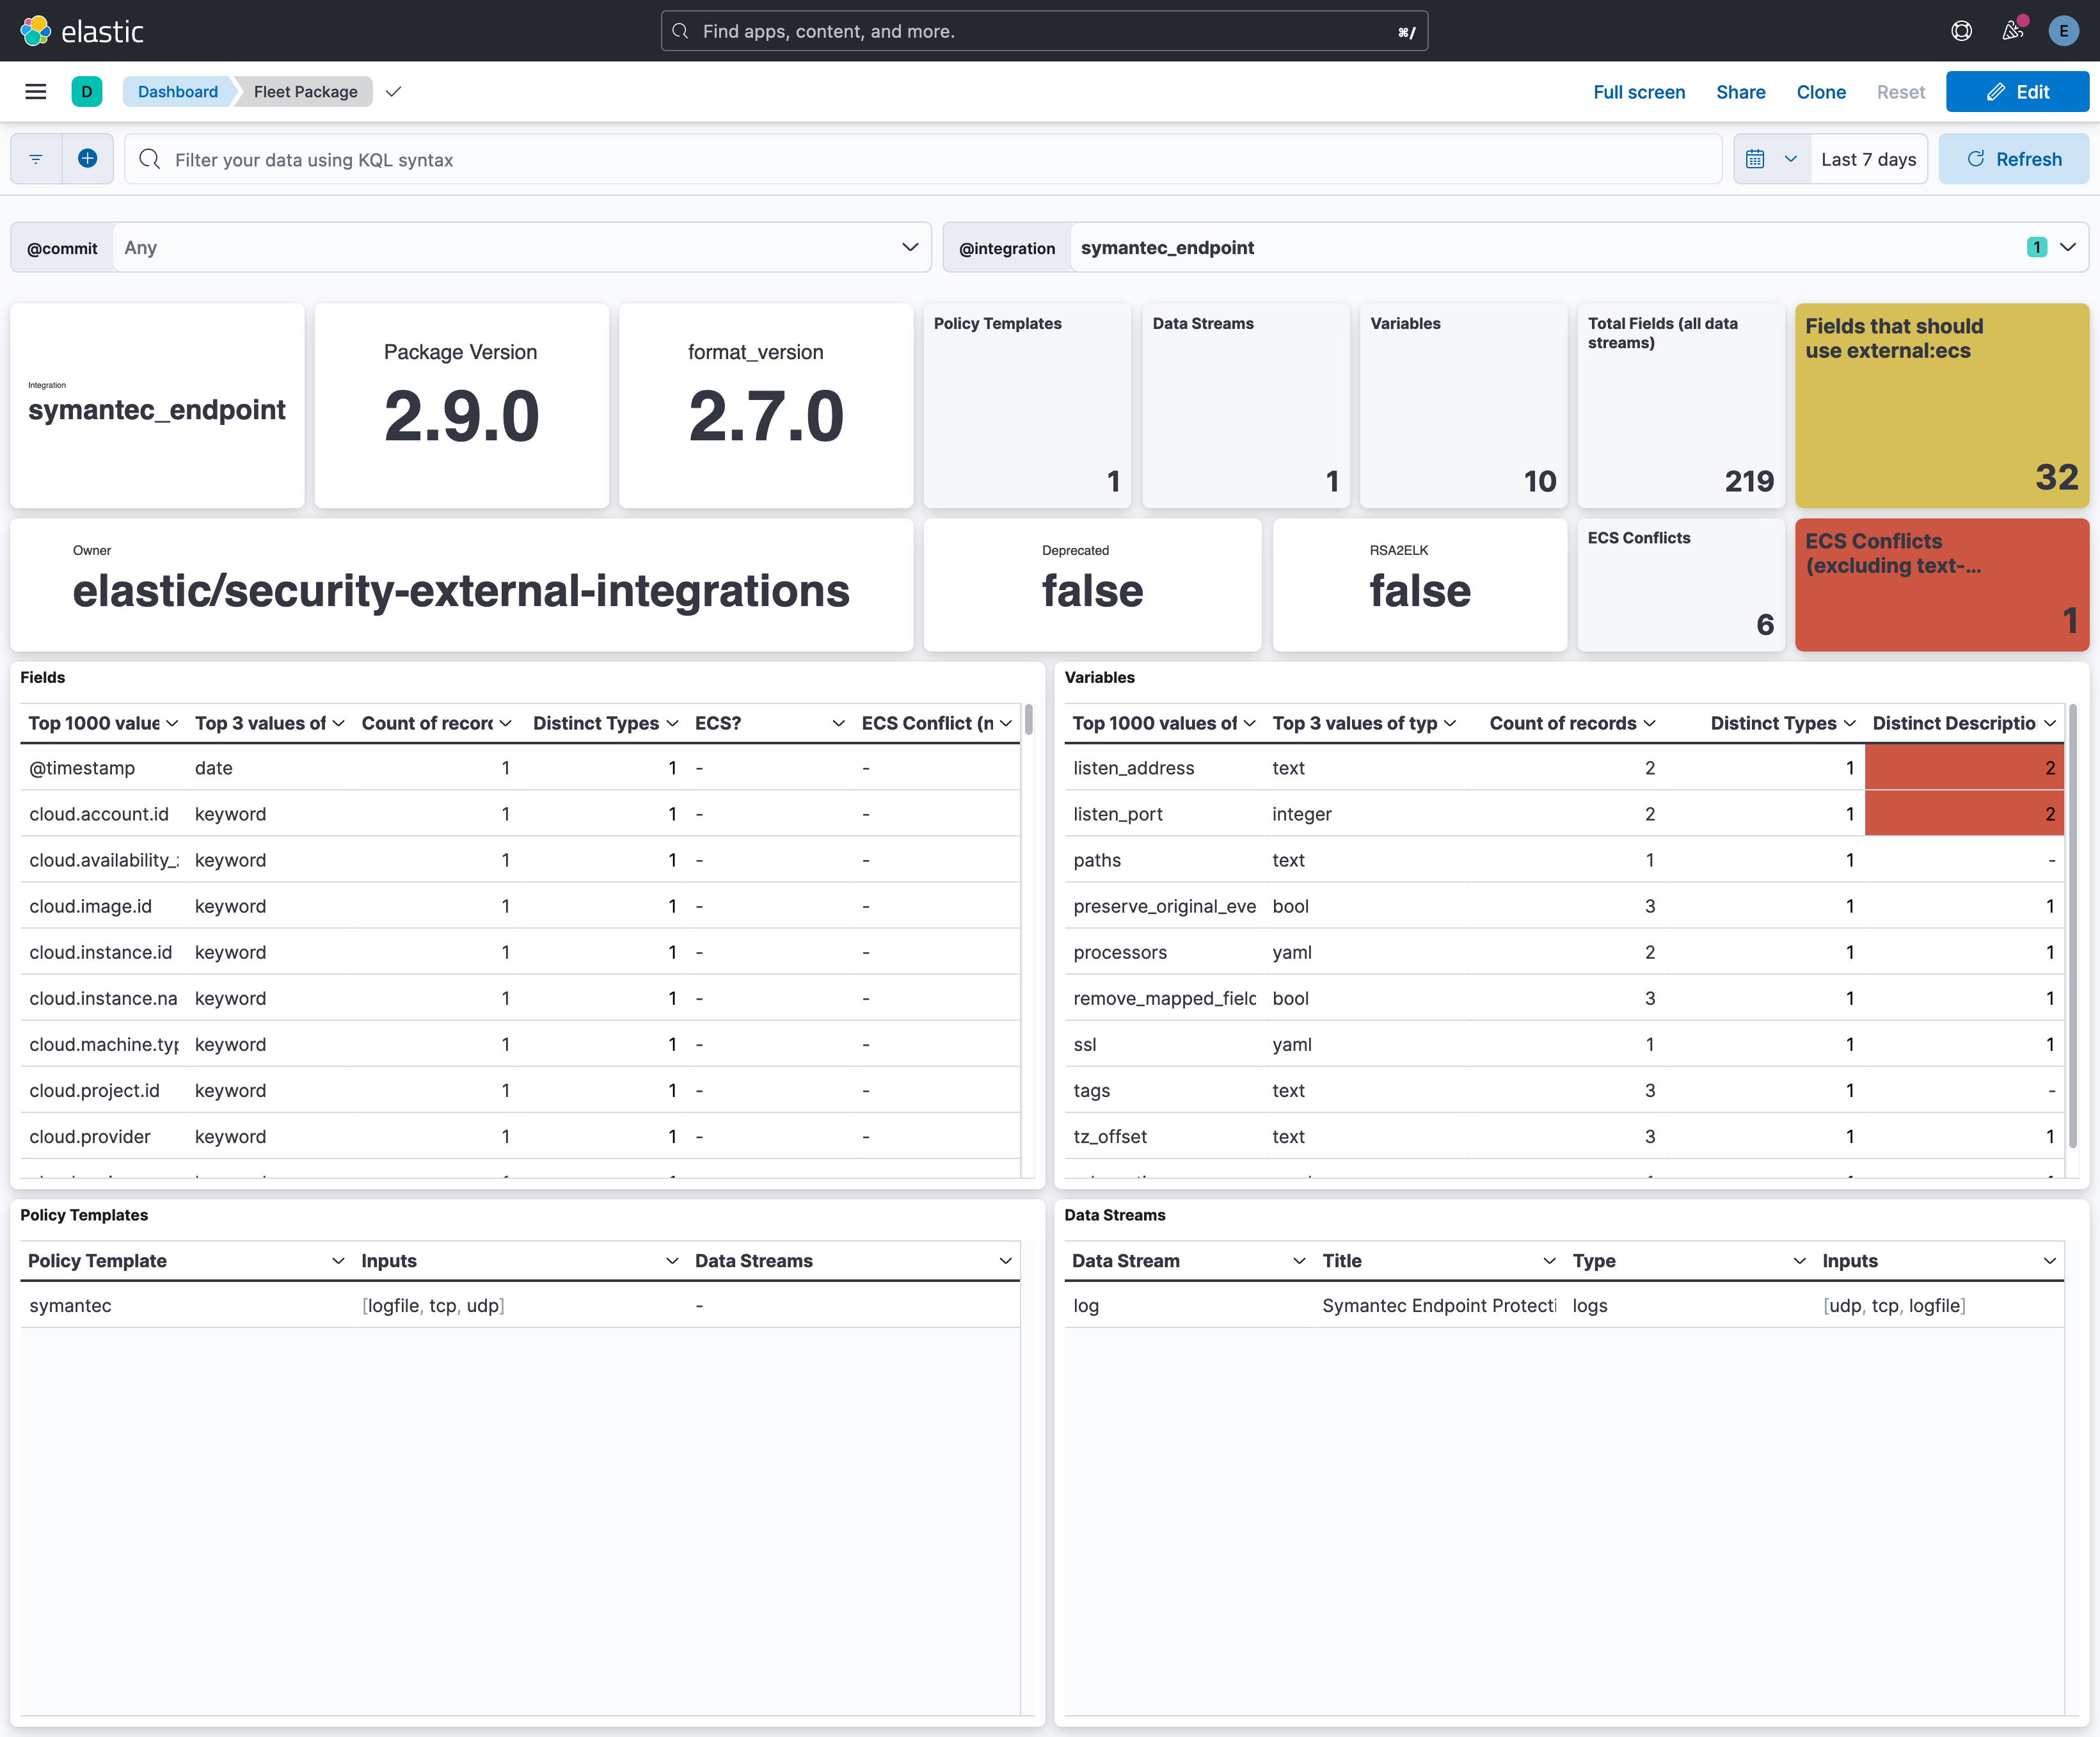 elastic
Find apps, content, and more.
⌘/
E
D
Dashboard
Fleet Package
Full screen
Share
Clone
Reset
Edit
Filter your data using KQL syntax
Last 7 days
Refresh
@commit
Any
@integration
symantec_endpoint
1
Integration
symantec_endpoint
Package Version
2.9.0
format_version
2.7.0
Policy Templates
1
Data Streams
1
Variables
10
Total Fields (all data
streams)
219
Fields that should
use external:ecs
32
Owner
elastic/security-external-integrations
Deprecated
false
RSA2ELK
false
ECS Conflicts
6
ECS Conflicts
(excluding text-...
1
Fields
Top 1000 value Top 3 values of Count of recorc Distinct Types ECS? ECS Conflict (n
@timestamp date 1 1 - -
cloud.account.id keyword 1 1 - -
cloud.availability_ keyword 1 1 - -
cloud.image.id keyword 1 1 - -
cloud.instance.id keyword 1 1 - -
cloud.instance.na keyword 1 1 - -
cloud.machine.typ keyword 1 1 - -
cloud.project.id keyword 1 1 - -
cloud.provider keyword 1 1 - -
Variables
Top 1000 values of Top 3 values of typ Count of records Distinct Types Distinct Descriptio
listen_address text 2 1 2
listen_port integer 2 1 2
paths text 1 1 -
preserve_original_eve bool 3 1 1
processors yaml 2 1 1
remove_mapped_fielc bool 3 1 1
ssl yaml 1 1 1
tags text 3 1 -
tz_offset text 3 1 1
Policy Templates
Policy Template Inputs Data Streams
symantec [logfile, tcp, udp] -
Data Streams
Data Stream Title Type Inputs
log Symantec Endpoint Protecti logs [udp, tcp, logfile]